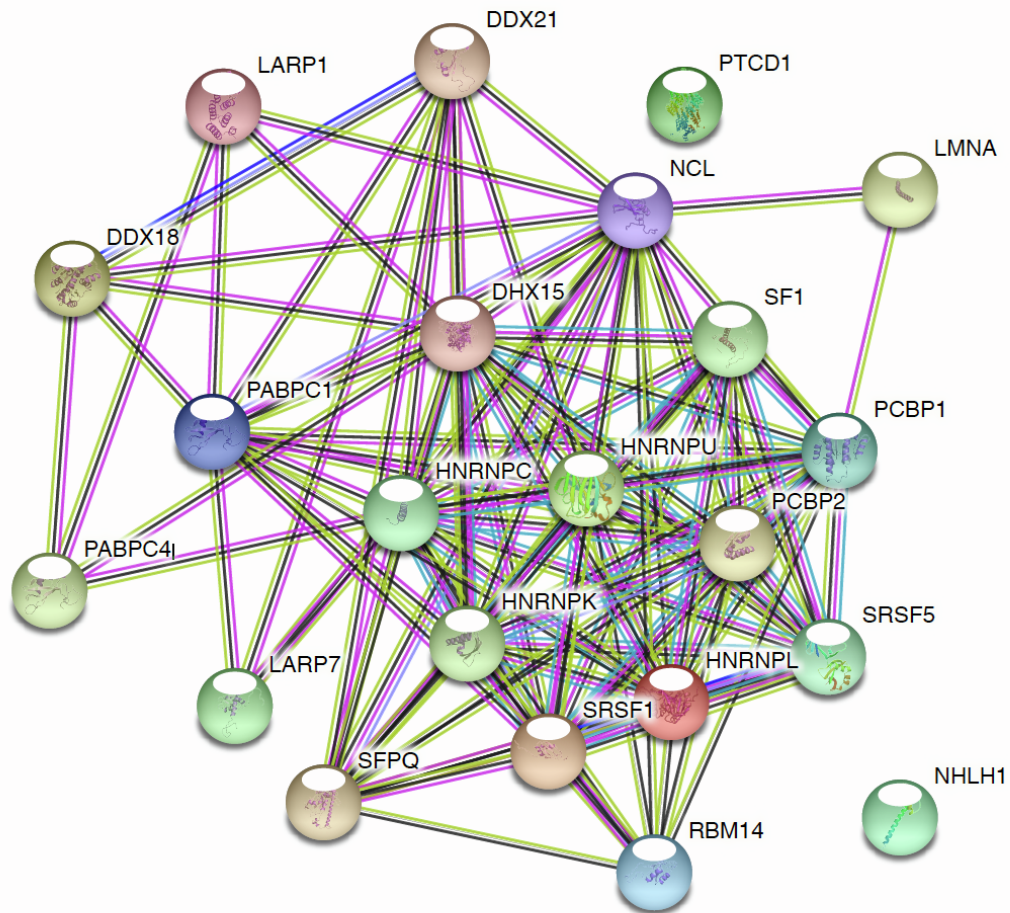 DDX21
LARP1
PTCD1
LMNA
NCL
DDX18
DHX15
SF1
PABPC1
PCBP1
HNRNPU
HNRNPC
PCBP2
PABPC4l
HNRNPK
SRSF5
LARP7
HNRNPL
SRSF1
SFPQ
NHLH1
RBM14